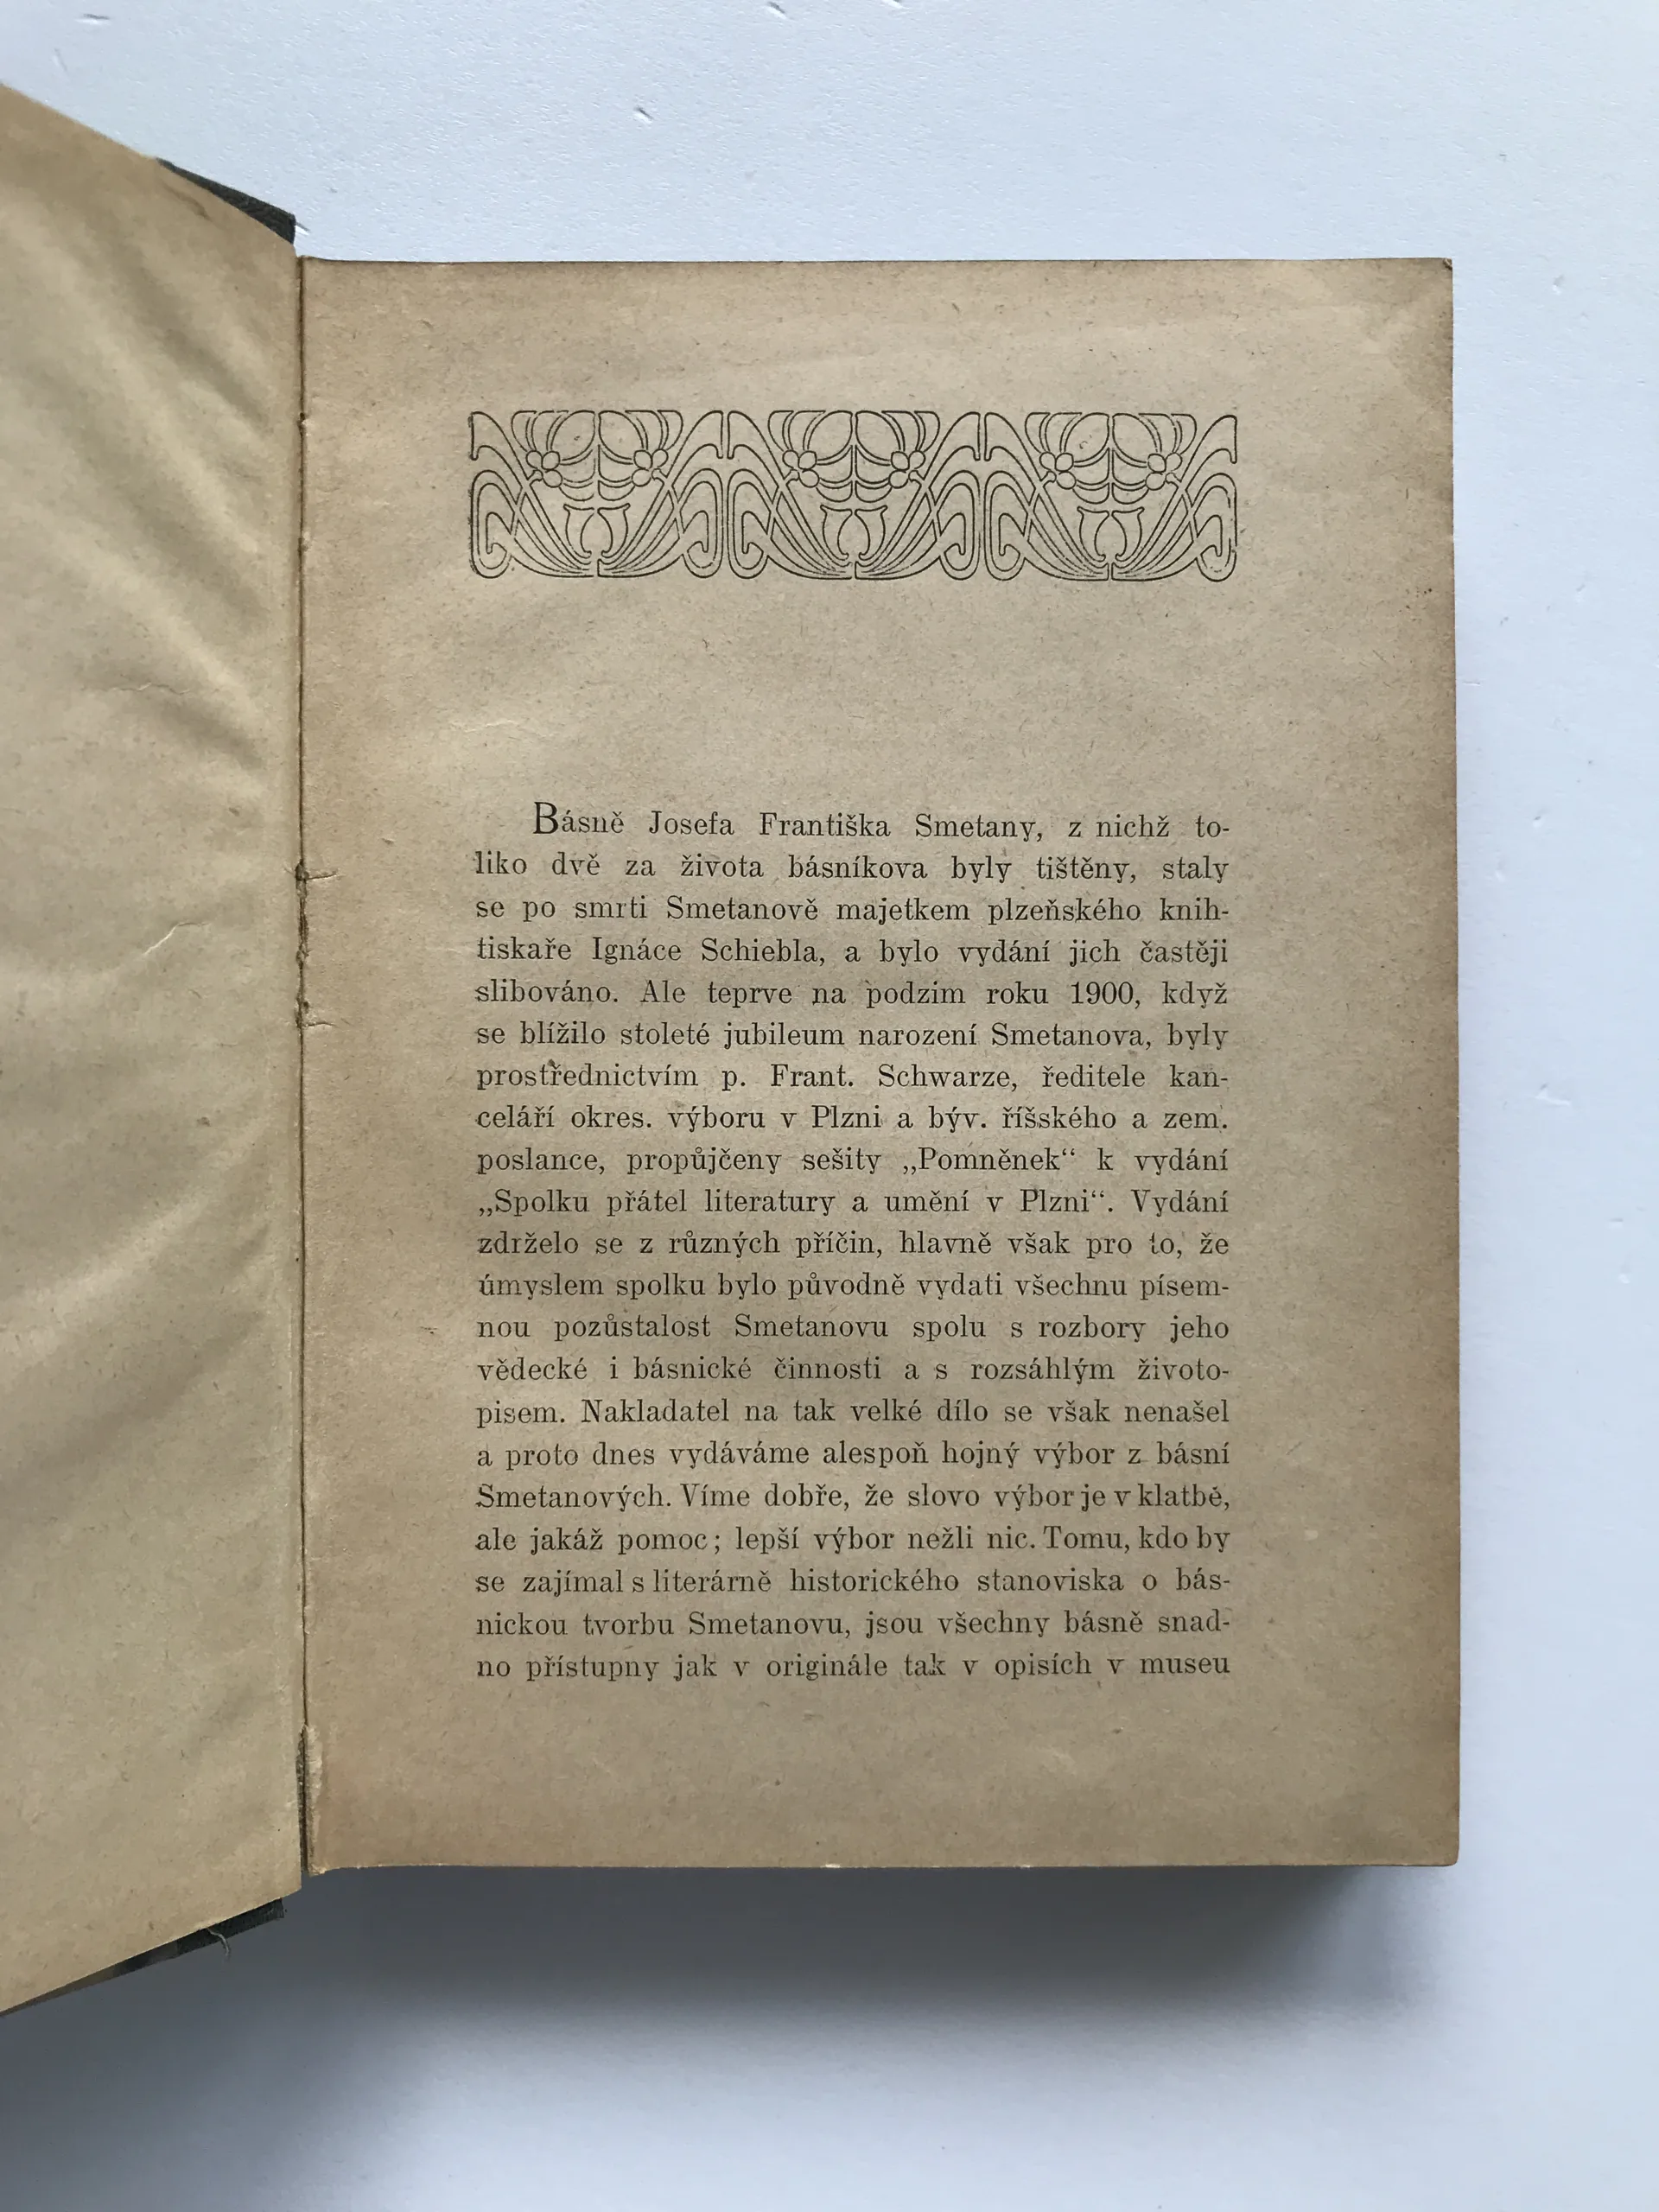 Básně Josefa Františka Smetany, z nichž to-
liko dvě za života básníkova byly tištěny, staly
se po smrti Smetanově majetkem plzeňského knih-
tiskaře Ignáce Schiebla, a bylo vydání jich častěji
slibováno. Ale teprve na podzim roku 1900, když
se blížilo stoleté jubileum narození Smetanova, byly
prostřednictvím p. Frant. Schwarze, ředitele kan-
celáří okres. výboru v Plzni a býv. říšského a zem.
poslance, propůjčeny sešity „Pomněnek“ k vydání
„Spolku přátel literatury a umění v Plzni“. Vydání
zdrželo se z různých příčin, hlavně však pro to, že
úmyslem spolku bylo původně vydati všechnu písem-
nou pozůstalost Smetanovu spolu s rozbory jeho
vědecké i básnické činnosti a s rozsáhlým životo-
pisem. Nakladatel na tak velké dílo se však nenašel
a proto dnes vydáváme alespoň hojný výbor z básní
Smetanových. Víme dobře, že slovo výbor je v klatbě,
ale jakáž pomoc; lepší výbor nežli nic. Tomu, kdo by
se zajímal s literárně historického stanoviska o bás-
nickou tvorbu Smetanovu, jsou všechny básně snad-
no přístupny jak v originále tak v opisích v museu